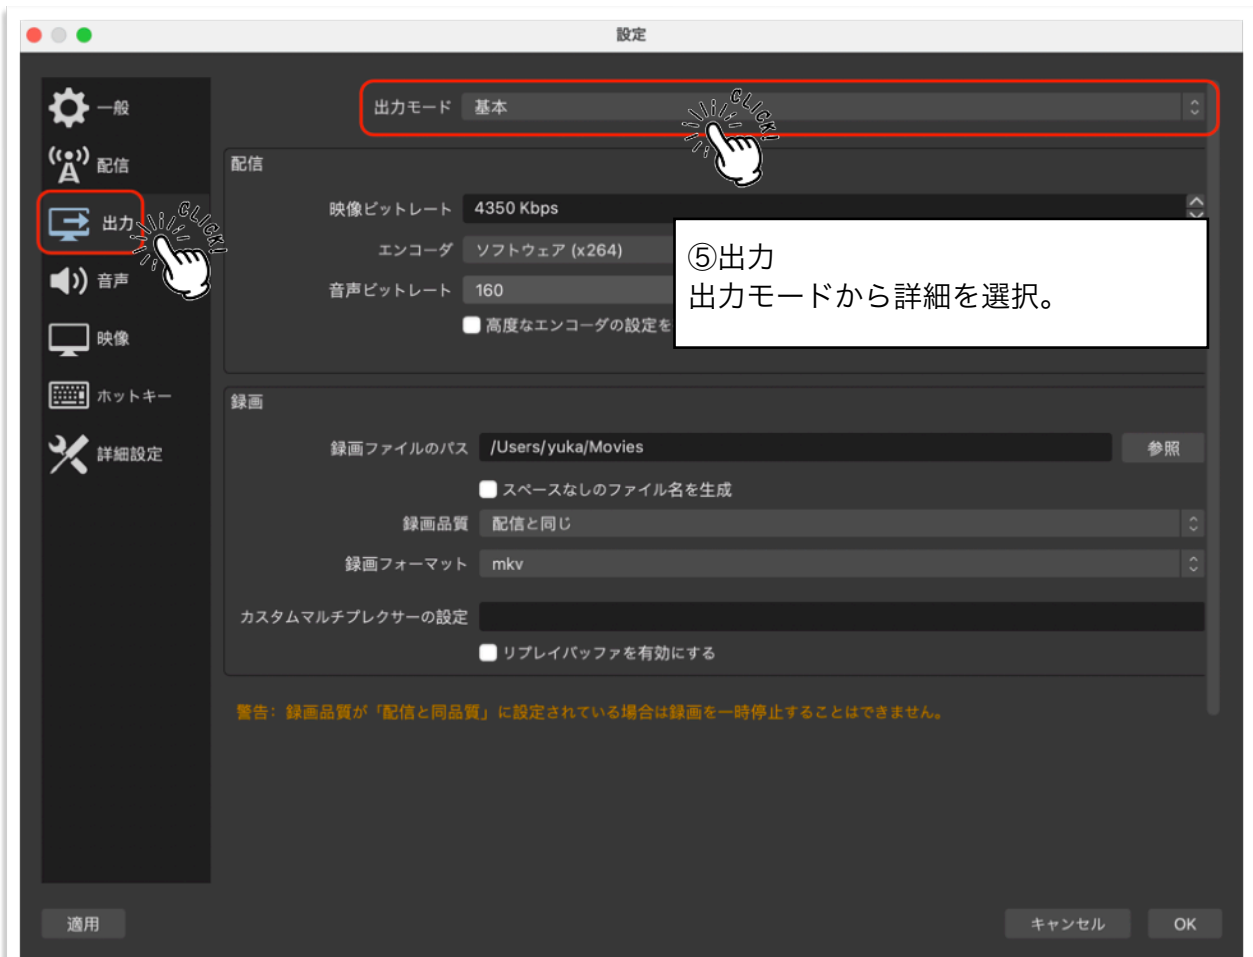 設定
一般
配信
出力
音声
映像
ホットキー
詳細設定
出力モード 基本
CLICK!
CLICK!
配信
映像ビットレート 4350 Kbps
エンコーダ ソフトウェア (x264)
音声ビットレート 160
高度なエンコーダの設定を
⑤出力
出力モードから詳細を選択。
録画
録画ファイルのパス /Users/yuka/Movies 参照
スペースなしのファイル名を生成
録画品質 配信と同じ
録画フォーマット mkv
カスタムマルチプレクサーの設定
リプレイバッファを有効にする
警告: 録画品質が「配信と同品質」に設定されている場合は録画を一時停止することはできません。
適用 キャンセル OK